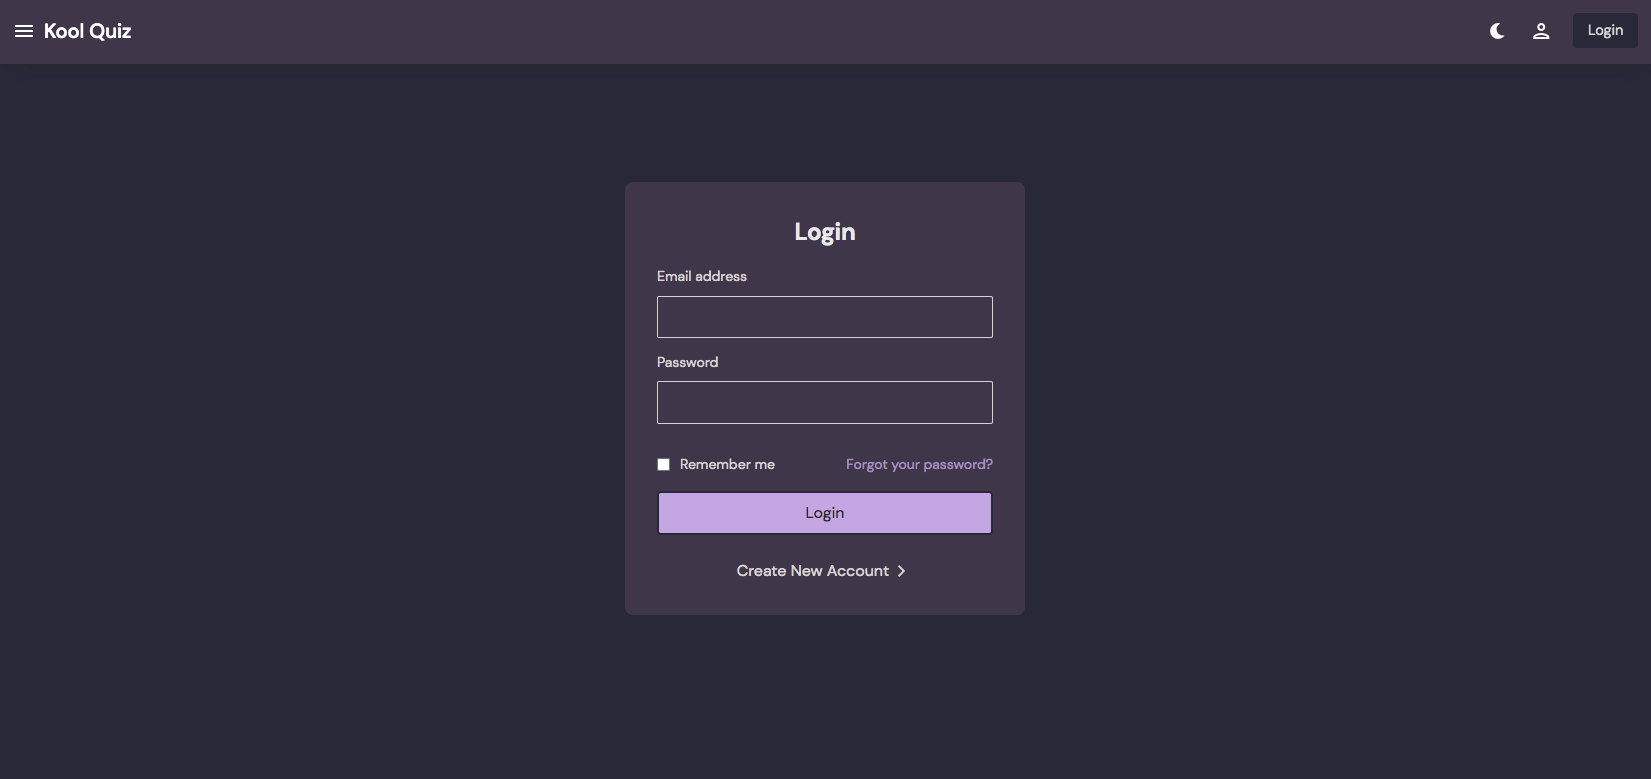 Kool Quiz
Login
Login
Email address
Password
Remember me Forgot your password?
Login
Create New Account